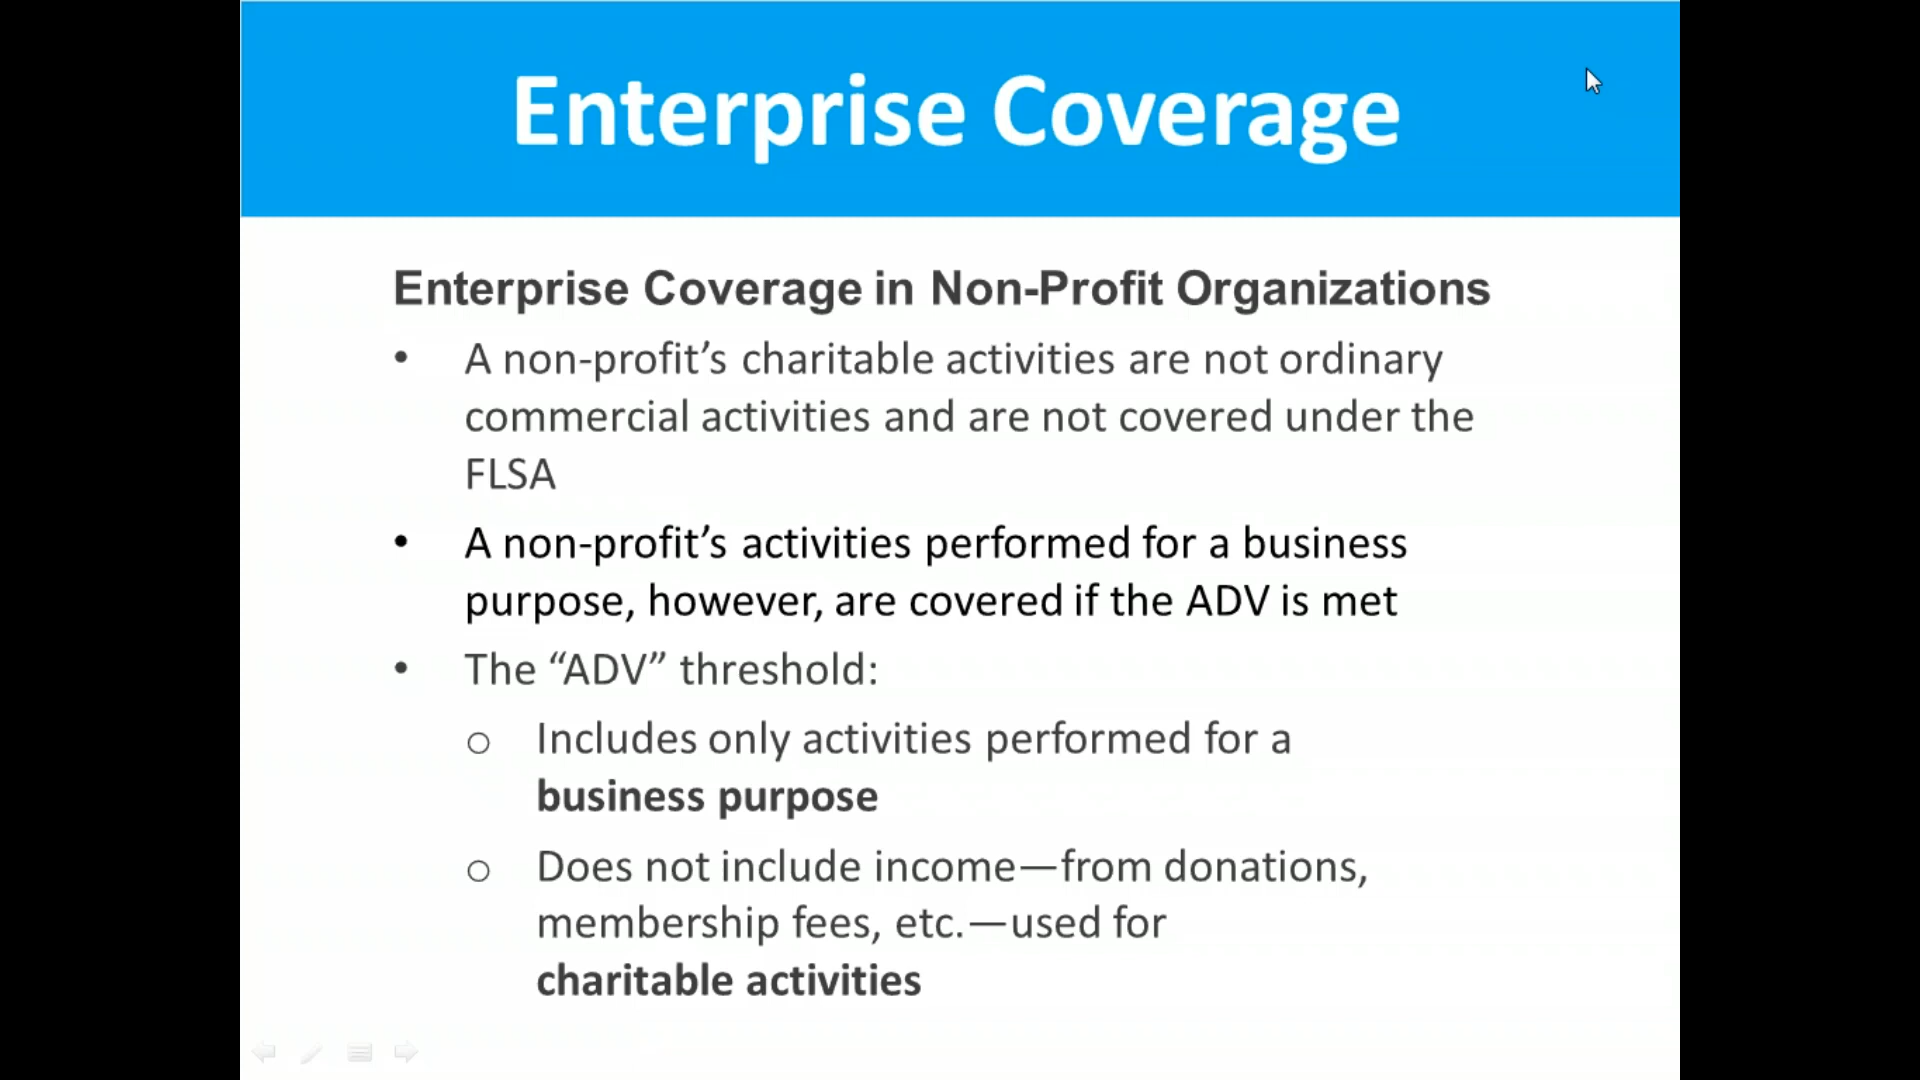 Enterprise Coverage
Enterprise Coverage in Non-Profit Organizations
• A non-profit’s charitable activities are not ordinary
commercial activities and are not covered under the
FLSA
• A non-profit’s activities performed for a business
purpose, however, are covered if the ADV is met
• The “ADV” threshold:
o Includes only activities performed for a
business purpose
o Does not include income—from donations,
membership fees, etc.—used for
charitable activities